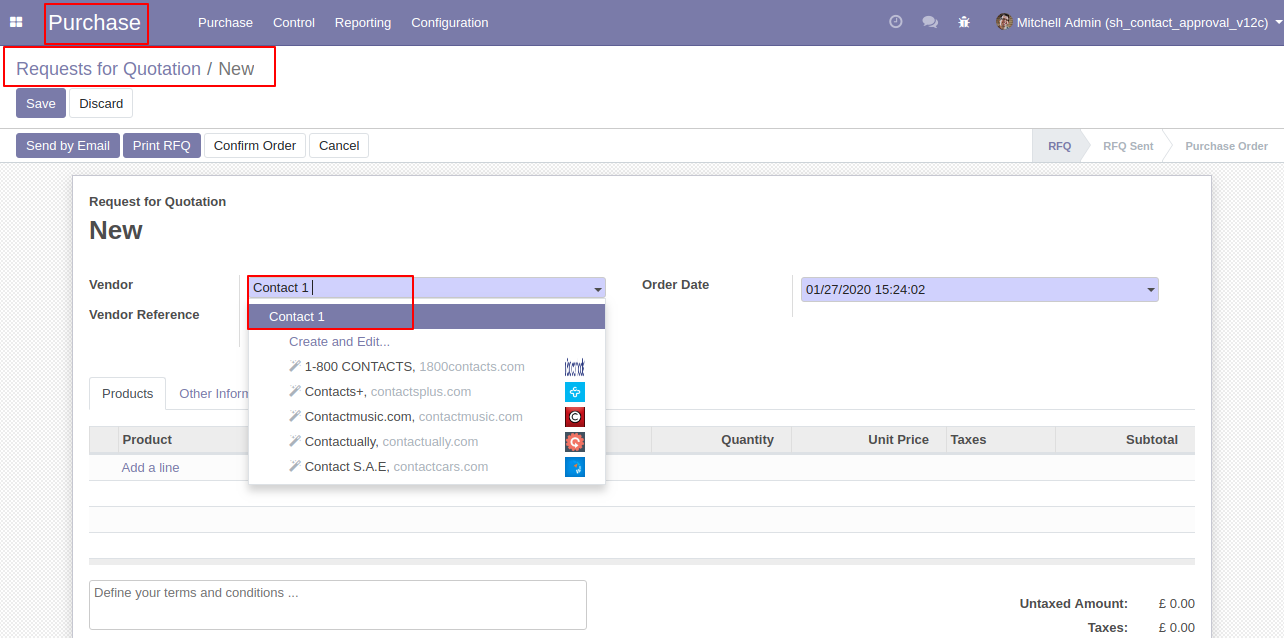 Purchase Purchase Control Reporting Configuration Mitchell Admin (sh_contact_approval_v12c)
Requests for Quotation / New
Save Discard
Send by Email Print RFQ Confirm Order Cancel RFQ RFQ Sent Purchase Order
Request for Quotation
New
Vendor Contact 1 Order Date 01/27/2020 15:24:02
Vendor Reference Contact 1
Create and Edit...
1-800 CONTACTS, 1800contacts.com
Products Other Inform Contacts+, contactsplus.com
Contactmusic.com, contactmusic.com
Product Contactually, contactually.com Quantity Unit Price Taxes Subtotal
Add a line Contact S.A.E, contactcars.com
Define your terms and conditions ...
Untaxed Amount: £ 0.00
Taxes: £ 0.00